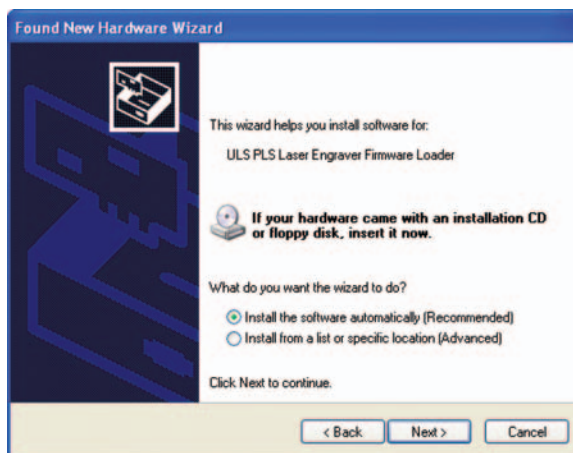 Found New Hardware Wizard
This wizard helps you install software for:
ULS PLS Laser Engraver Firmware Loader
If your hardware came with an installation CD
or floppy disk, insert it now.
What do you want the wizard to do?
Install the software automatically (Recommended)
Install from a list or specific location (Advanced)
Click Next to continue.
< Back Next > Cancel